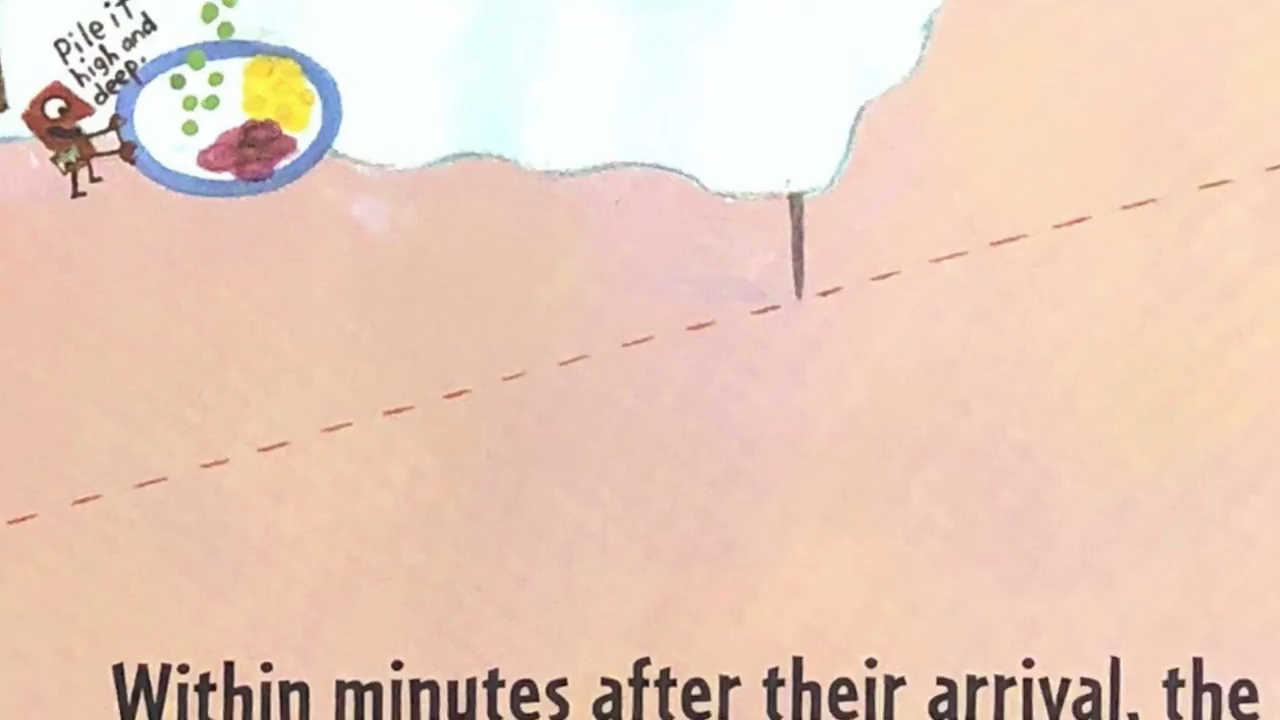 Pile it
high and
deep.
Within minutes after their arrival, the